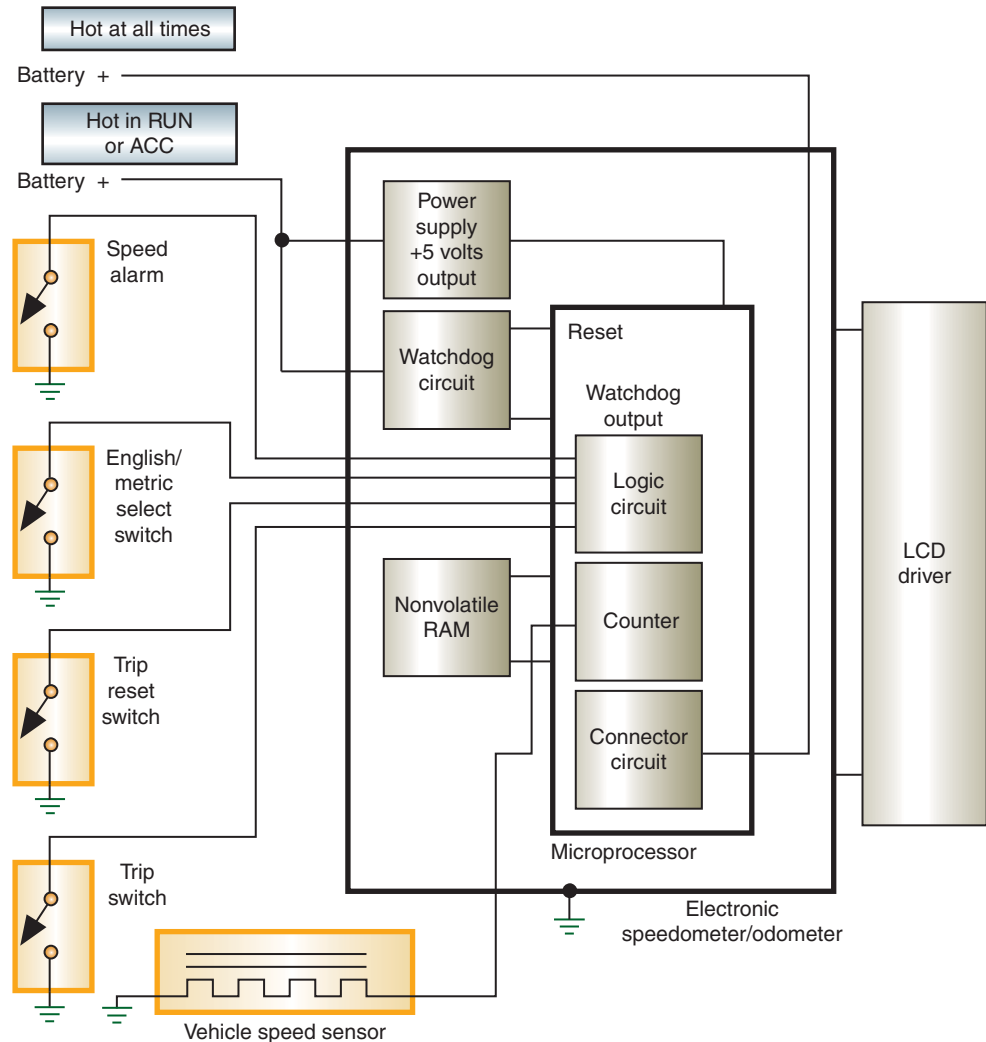 Hot at all times
Battery +
Hot in RUN
or ACC
Battery +
Speed
alarm
English/
metric
select
switch
Trip
reset
switch
Trip
switch
Vehicle speed sensor
Power
supply
+5 volts
output
Watchdog
circuit
Nonvolatile
RAM
Reset
Watchdog
output
Logic
circuit
Counter
Connector
circuit
Microprocessor
Electronic
speedometer/odometer
LCD
driver